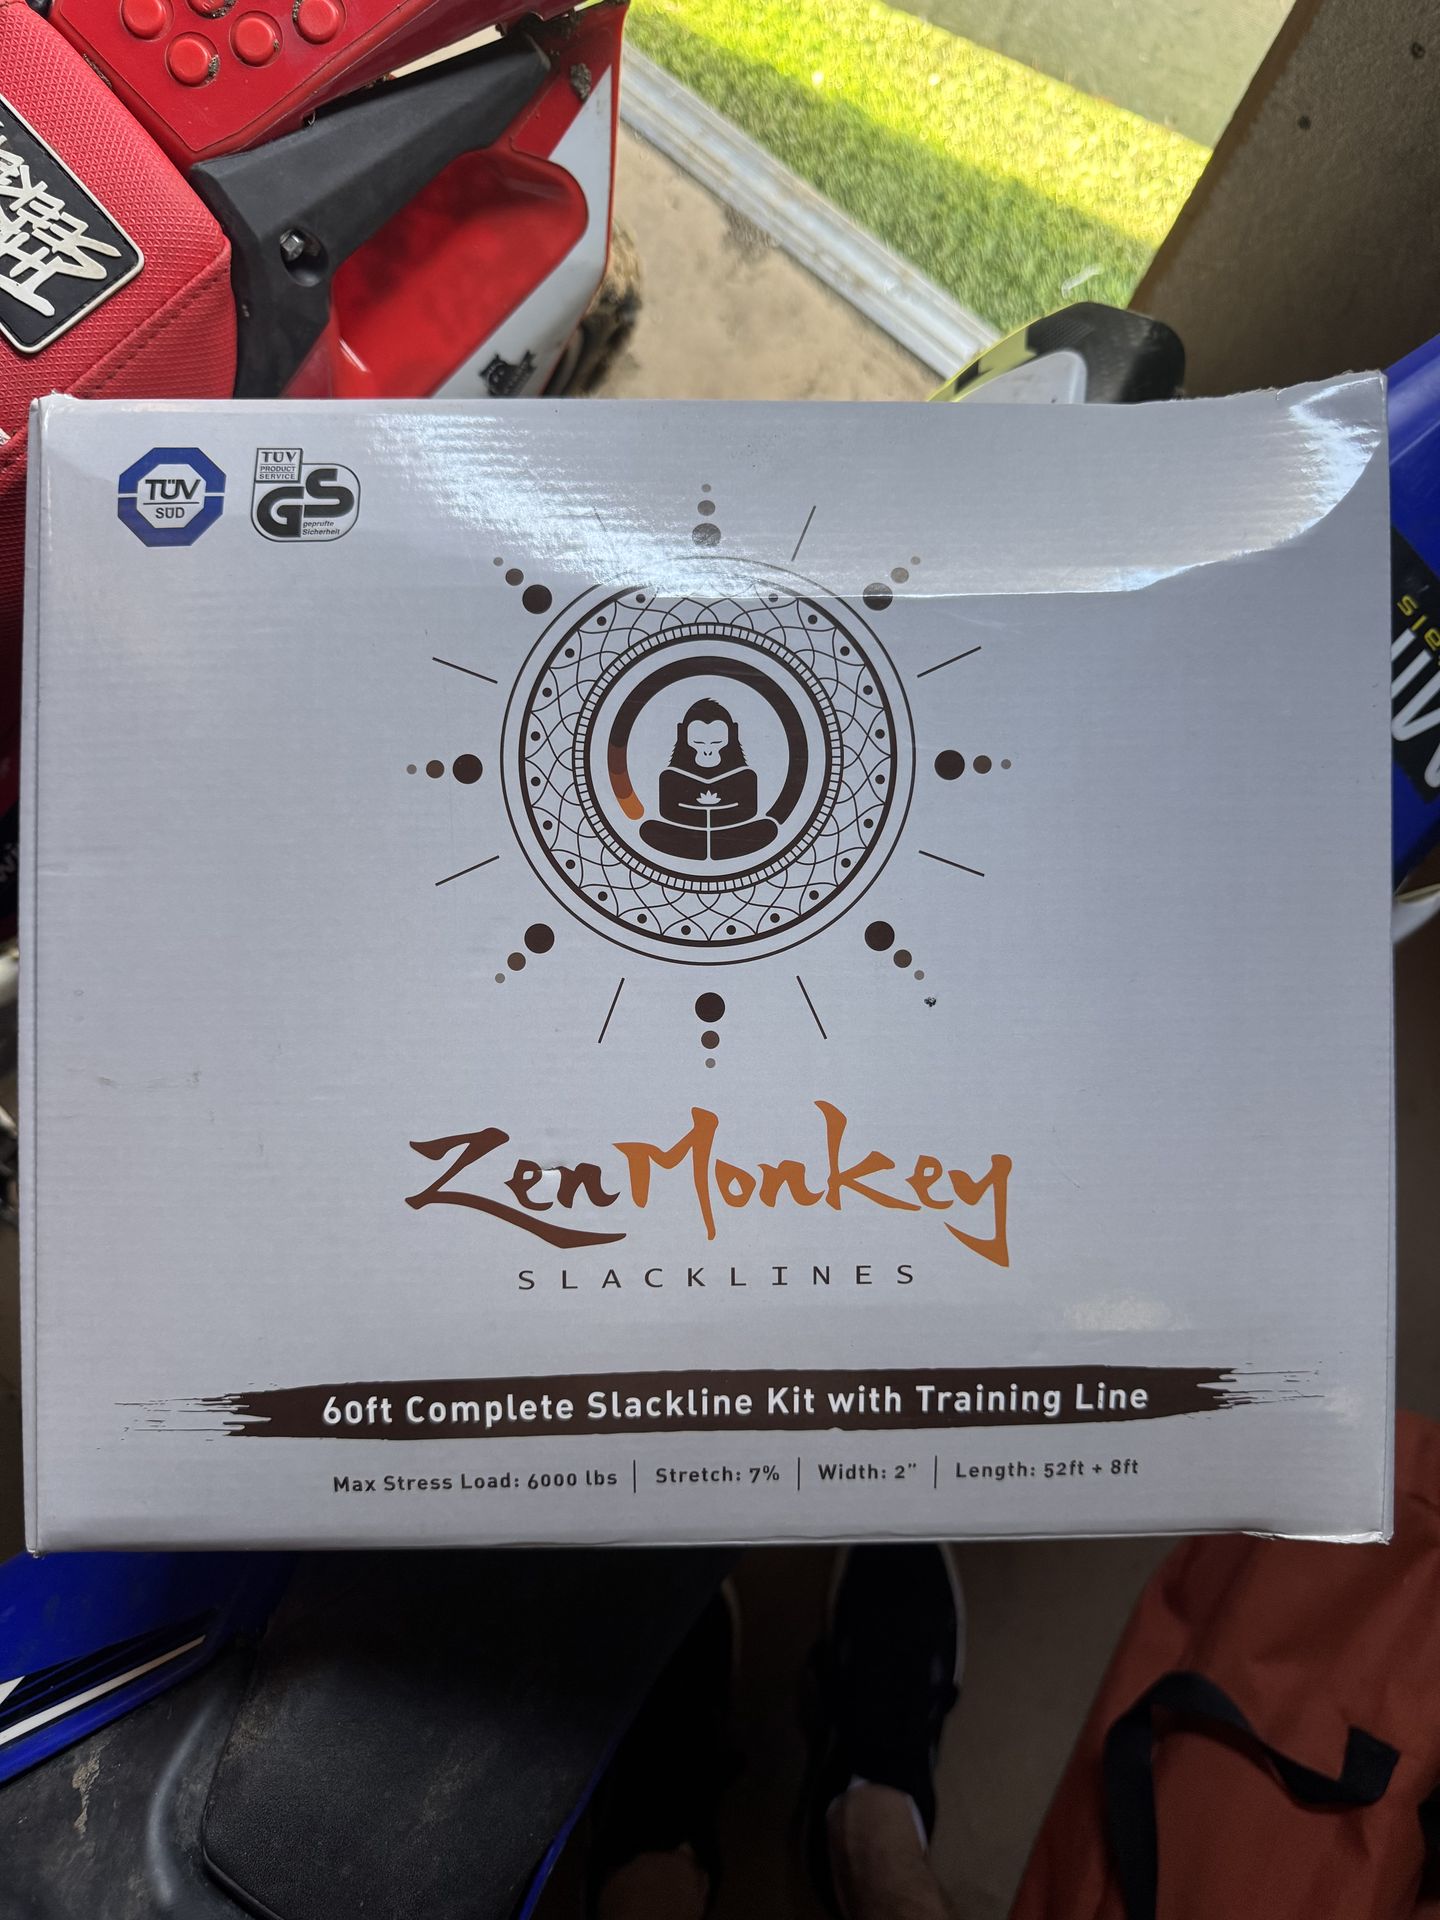 TÜV
SÜD
TÜV
PRODUCT
SERVICE
GS
geprüfte
Sicherheit
ZenMonkey
SLACKLINES
60ft Complete Slackline Kit with Training Line
Max Stress Load: 6000 lbs | Stretch: 7% | Width: 2" | Length: 52ft + 8ft